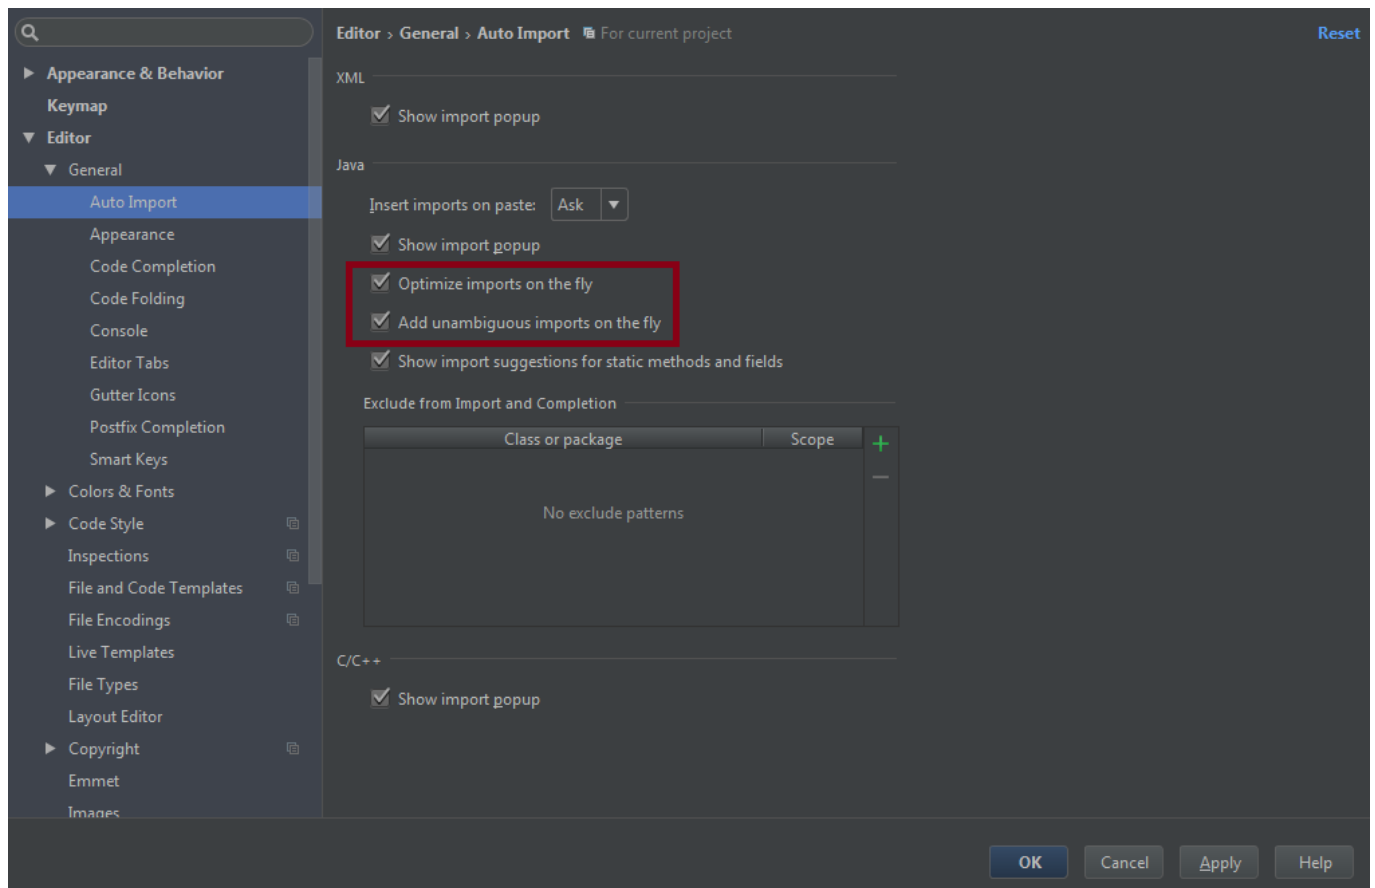 Appearance & Behavior
Keymap
Editor
General
Auto Import
Appearance
Code Completion
Code Folding
Console
Editor Tabs
Gutter Icons
Postfix Completion
Smart Keys
Colors & Fonts
Code Style
Inspections
File and Code Templates
File Encodings
Live Templates
File Types
Layout Editor
Copyright
Emmet
Images
Editor › General › Auto Import For current project
Reset
XML
Show import popup
Java
Insert imports on paste: Ask
Show import popup
Optimize imports on the fly
Add unambiguous imports on the fly
Show import suggestions for static methods and fields
Exclude from Import and Completion
Class or package Scope
No exclude patterns
C/C++
Show import popup
OK Cancel Apply Help